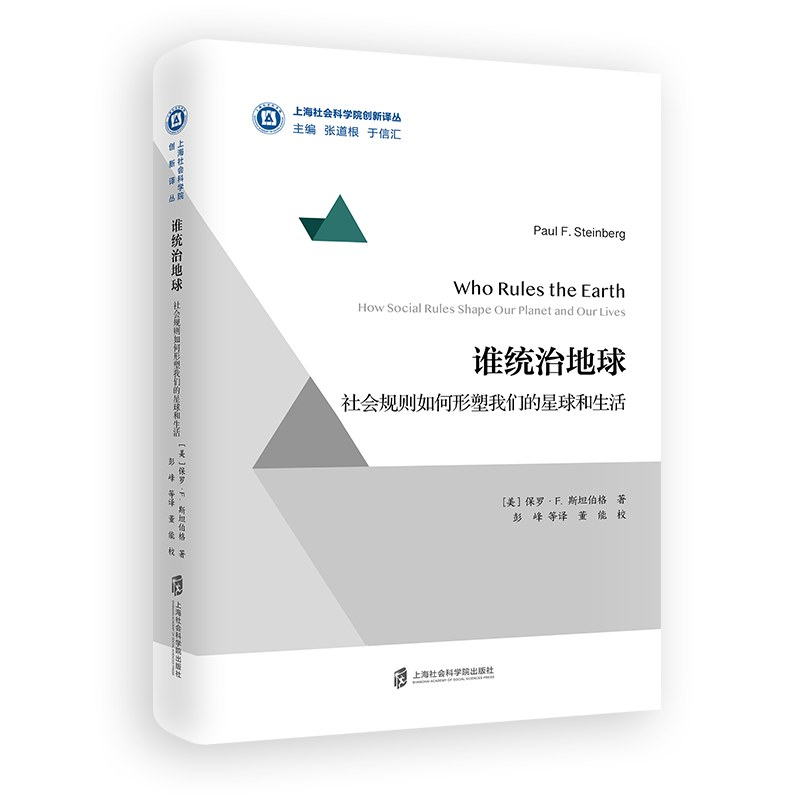 上海社会科学院创新译丛
主编 张道根 于信汇
Paul F. Steinberg
Who Rules the Earth
How Social Rules Shape Our Planet and Our Lives
谁统治地球
社会规则如何形塑我们的星球和生活
[美] 保罗·F. 斯坦伯格 著
彭 峰 等译 董 能 校
上海社会科学院出版社
SHANGHAI ACADEMY OF SOCIAL SCIENCES PRESS
上海社会科学院
创新译丛
谁统治地球
社会规则如何形塑我们的星球和生活
[美] 保罗·F. 斯坦伯格 著
彭 峰 等译 董 能 校
上海社会科学院出版社